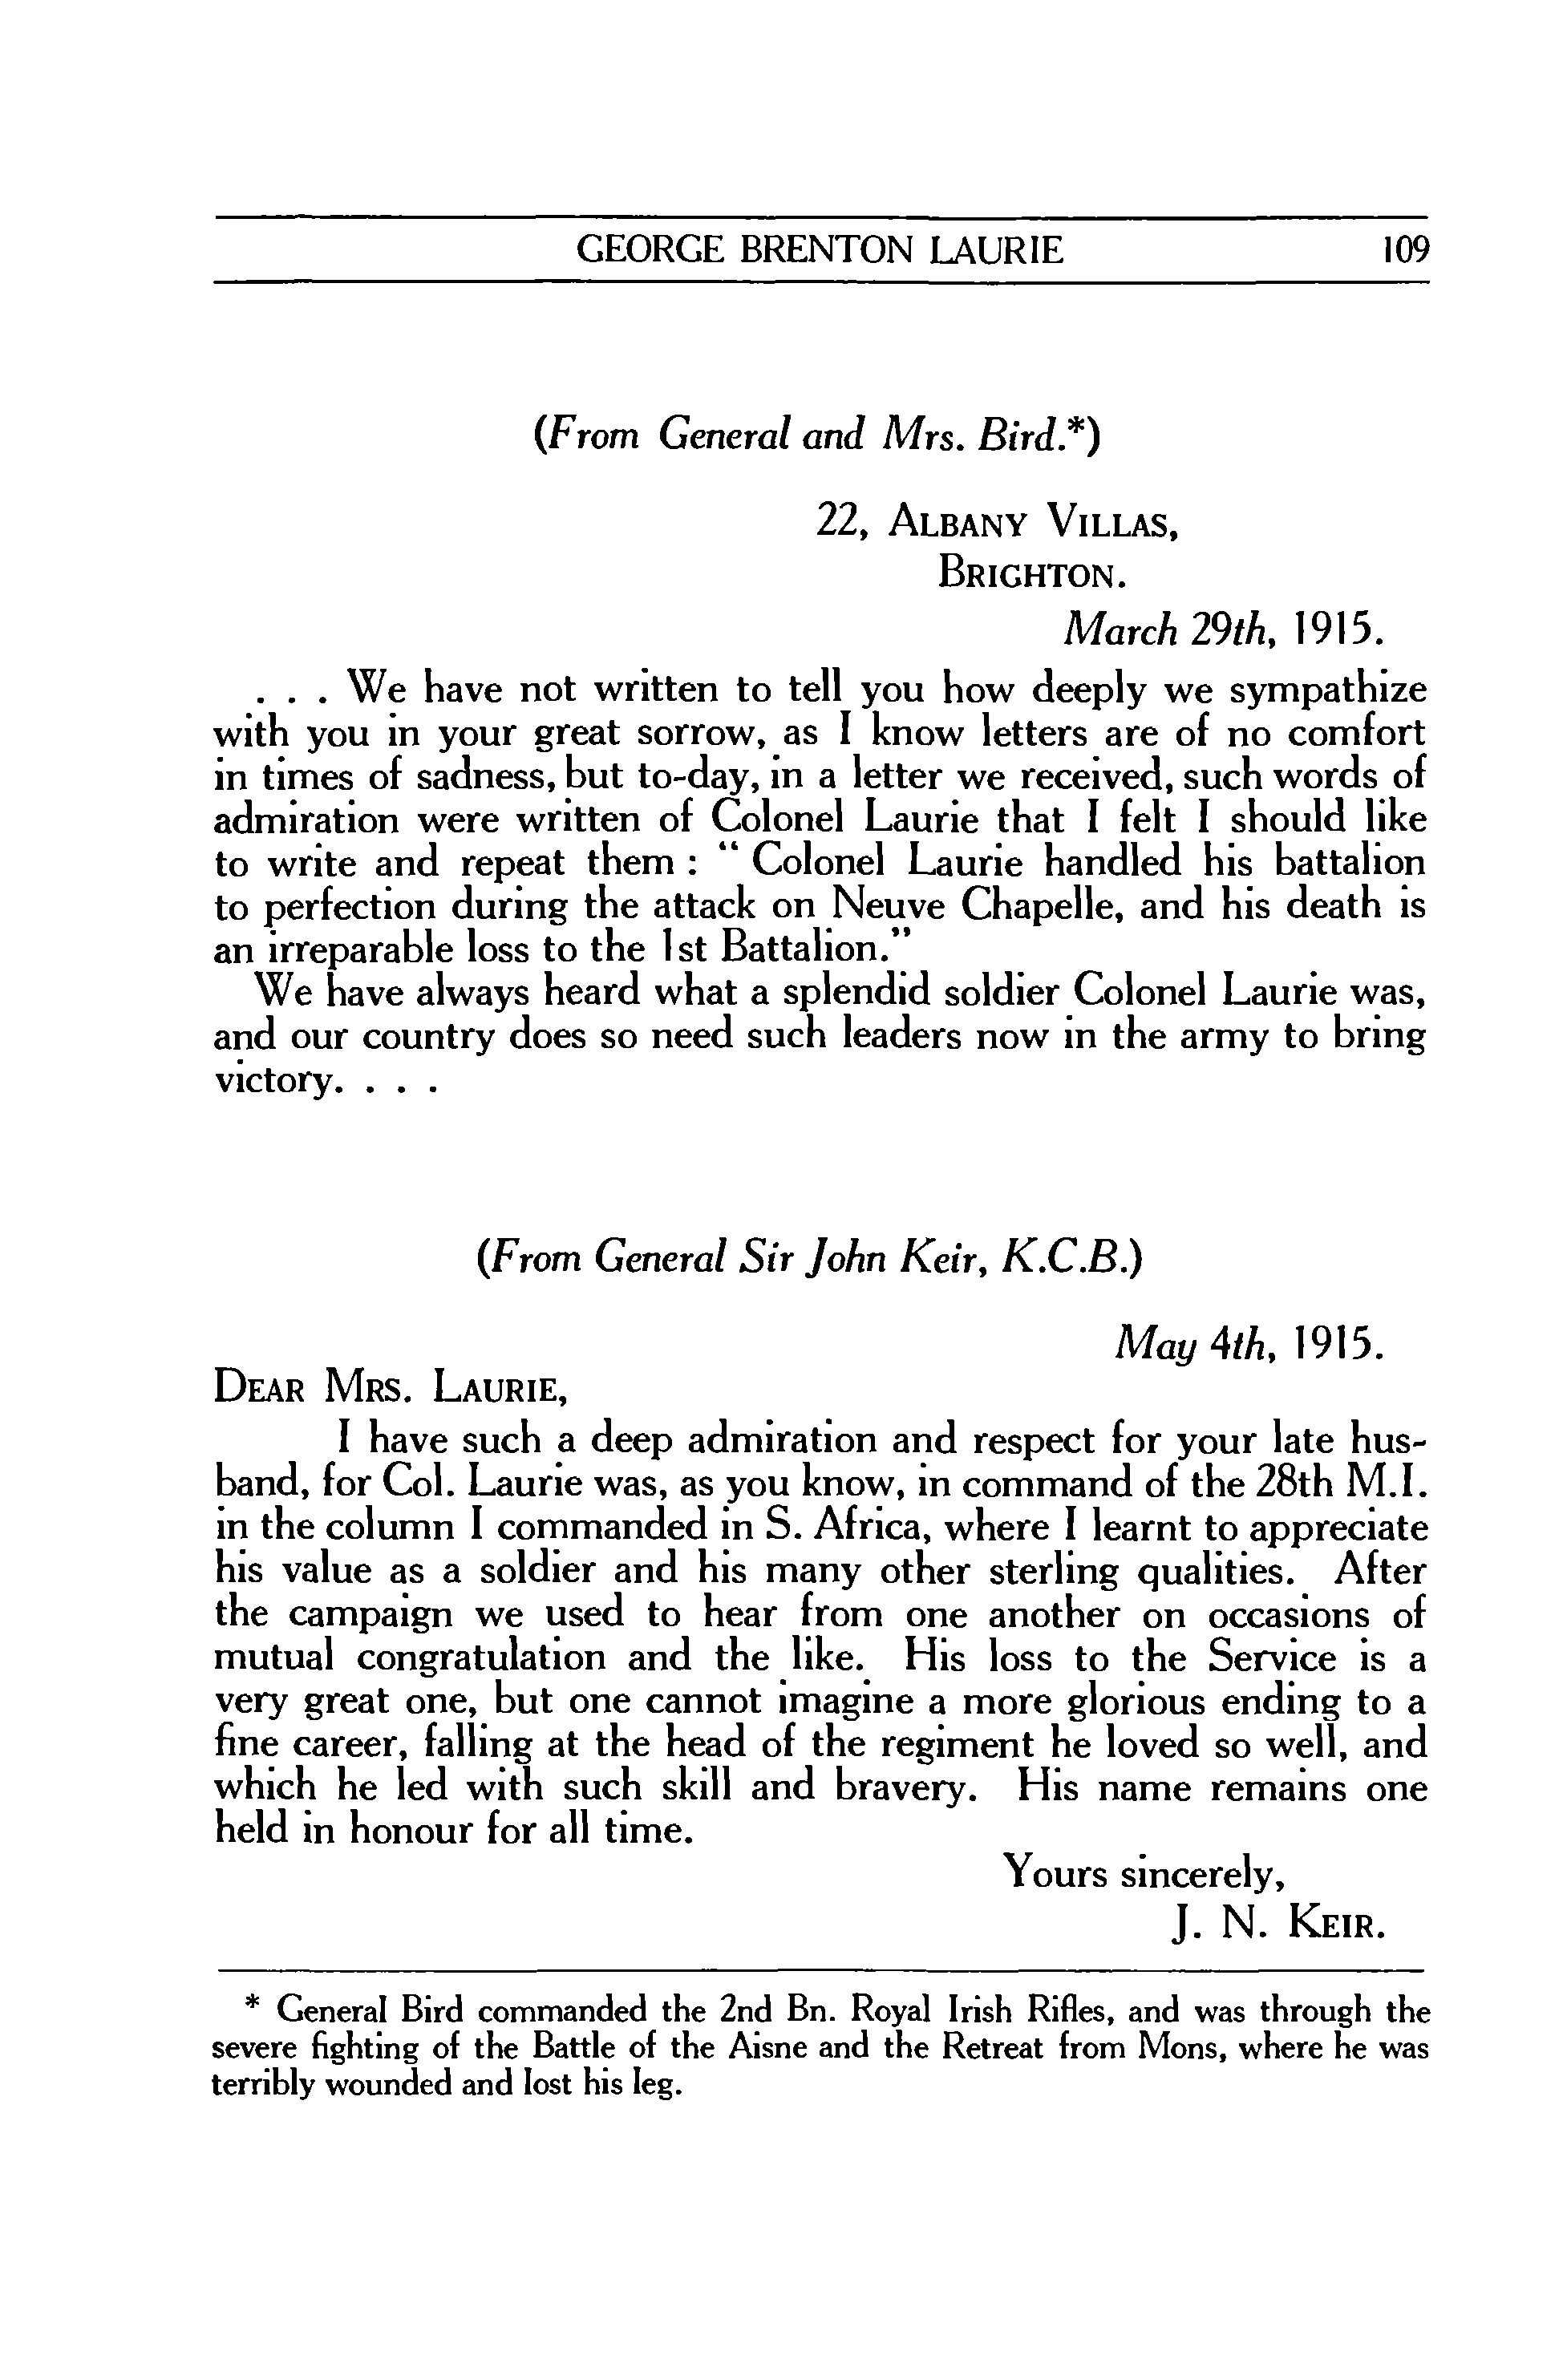 GEORGE BRENTON LAURIE 109
(From General and Mrs. Bird.*)
22, ALBANY VILLAS,
BRIGHTON.
March 29th, 1915.
. . . We have not written to tell you how deeply we sympathize
with you in your great sorrow, as I know letters are of no comfort
in times of sadness, but to-day, in a letter we received, such words of
admiration were written of Colonel Laurie that I felt I should like
to write and repeat them : “ Colonel Laurie handled his battalion
to perfection during the attack on Neuve Chapelle, and his death is
an irreparable loss to the 1st Battalion.”
We have always heard what a splendid soldier Colonel Laurie was,
and our country does so need such leaders now in the army to bring
victory. . . .
(From General Sir John Keir, K.C.B.)
May 4th, 1915.
DEAR MRS. LAURIE,
I have such a deep admiration and respect for your late hus-
band, for Col. Laurie was, as you know, in command of the 28th M.I.
in the column I commanded in S. Africa, where I learnt to appreciate
his value as a soldier and his many other sterling qualities. After
the campaign we used to hear from one another on occasions of
mutual congratulation and the like. His loss to the Service is a
very great one, but one cannot imagine a more glorious ending to a
fine career, falling at the head of the regiment he loved so well, and
which he led with such skill and bravery. His name remains one
held in honour for all time.
Yours sincerely,
J. N. KEIR.
* General Bird commanded the 2nd Bn. Royal Irish Rifles, and was through the
severe fighting of the Battle of the Aisne and the Retreat from Mons, where he was
terribly wounded and lost his leg.